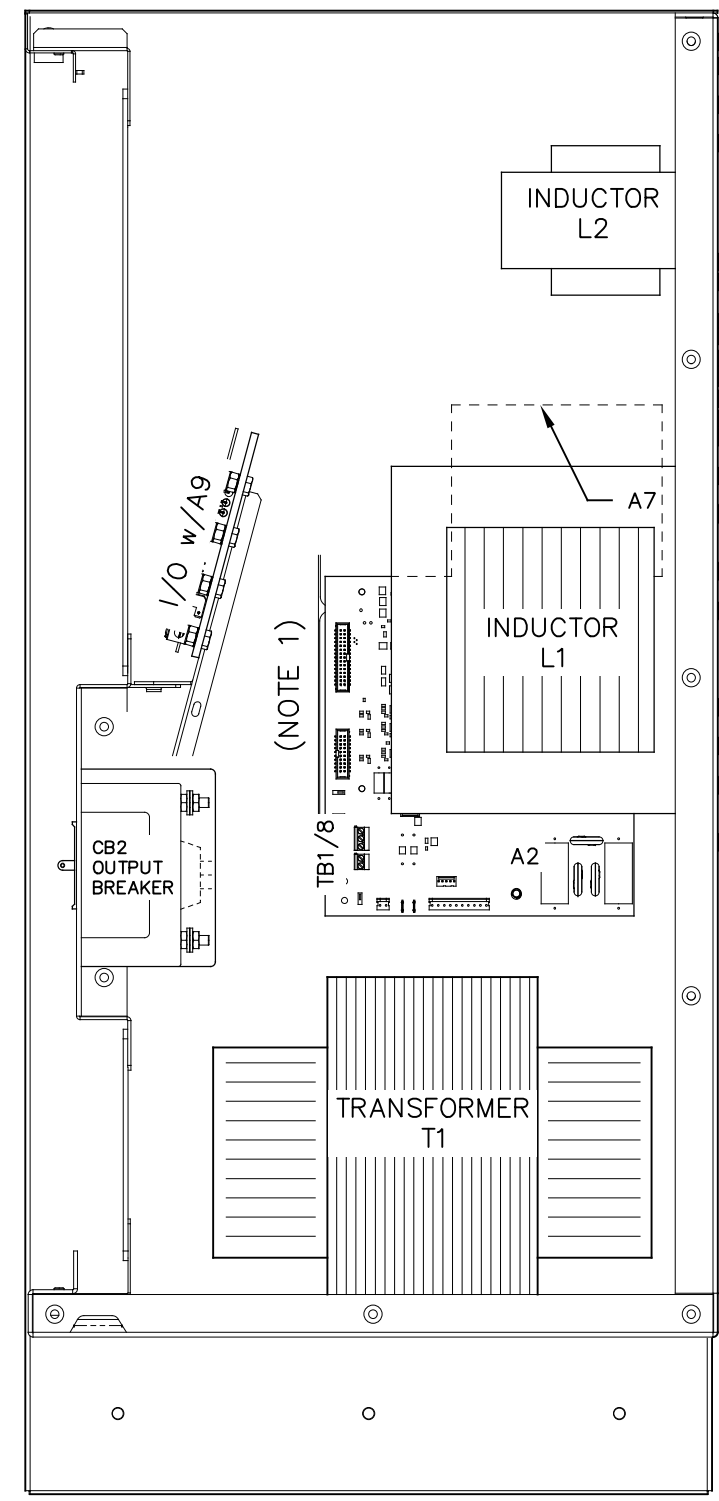 INDUCTOR
L2
A7
I/O w/A9
INDUCTOR
L1
(NOTE 1)
TB1/8
CB2
OUTPUT
BREAKER
A2
TRANSFORMER
T1